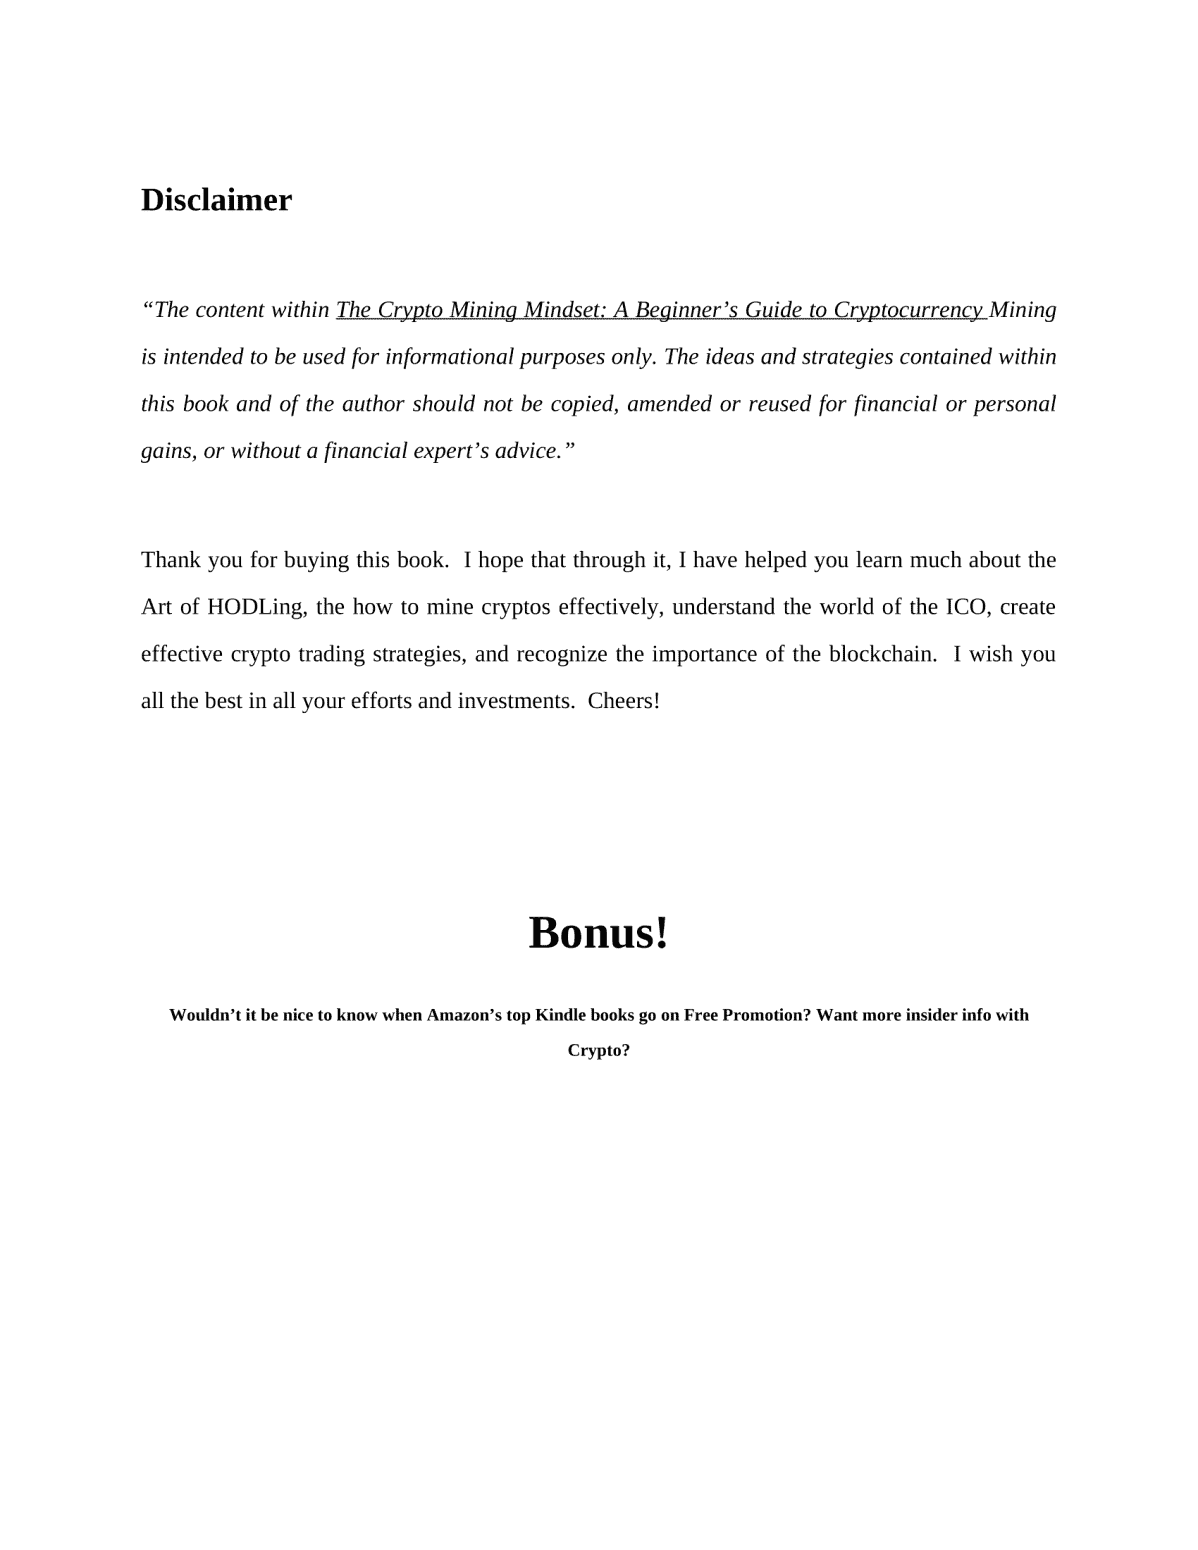 Disclaimer
“The content within The Crypto Mining Mindset: A Beginner’s Guide to Cryptocurrency Mining
is intended to be used for informational purposes only. The ideas and strategies contained within
this book and of the author should not be copied, amended or reused for financial or personal
gains, or without a financial expert’s advice.”
Thank you for buying this book.  I hope that through it, I have helped you learn much about the
Art of HODLing, the how to mine cryptos effectively, understand the world of the ICO, create
effective crypto trading strategies, and recognize the importance of the blockchain.  I wish you
all the best in all your efforts and investments.  Cheers!
Bonus!
Wouldn’t it be nice to know when Amazon’s top Kindle books go on Free Promotion? Want more insider info with
Crypto?